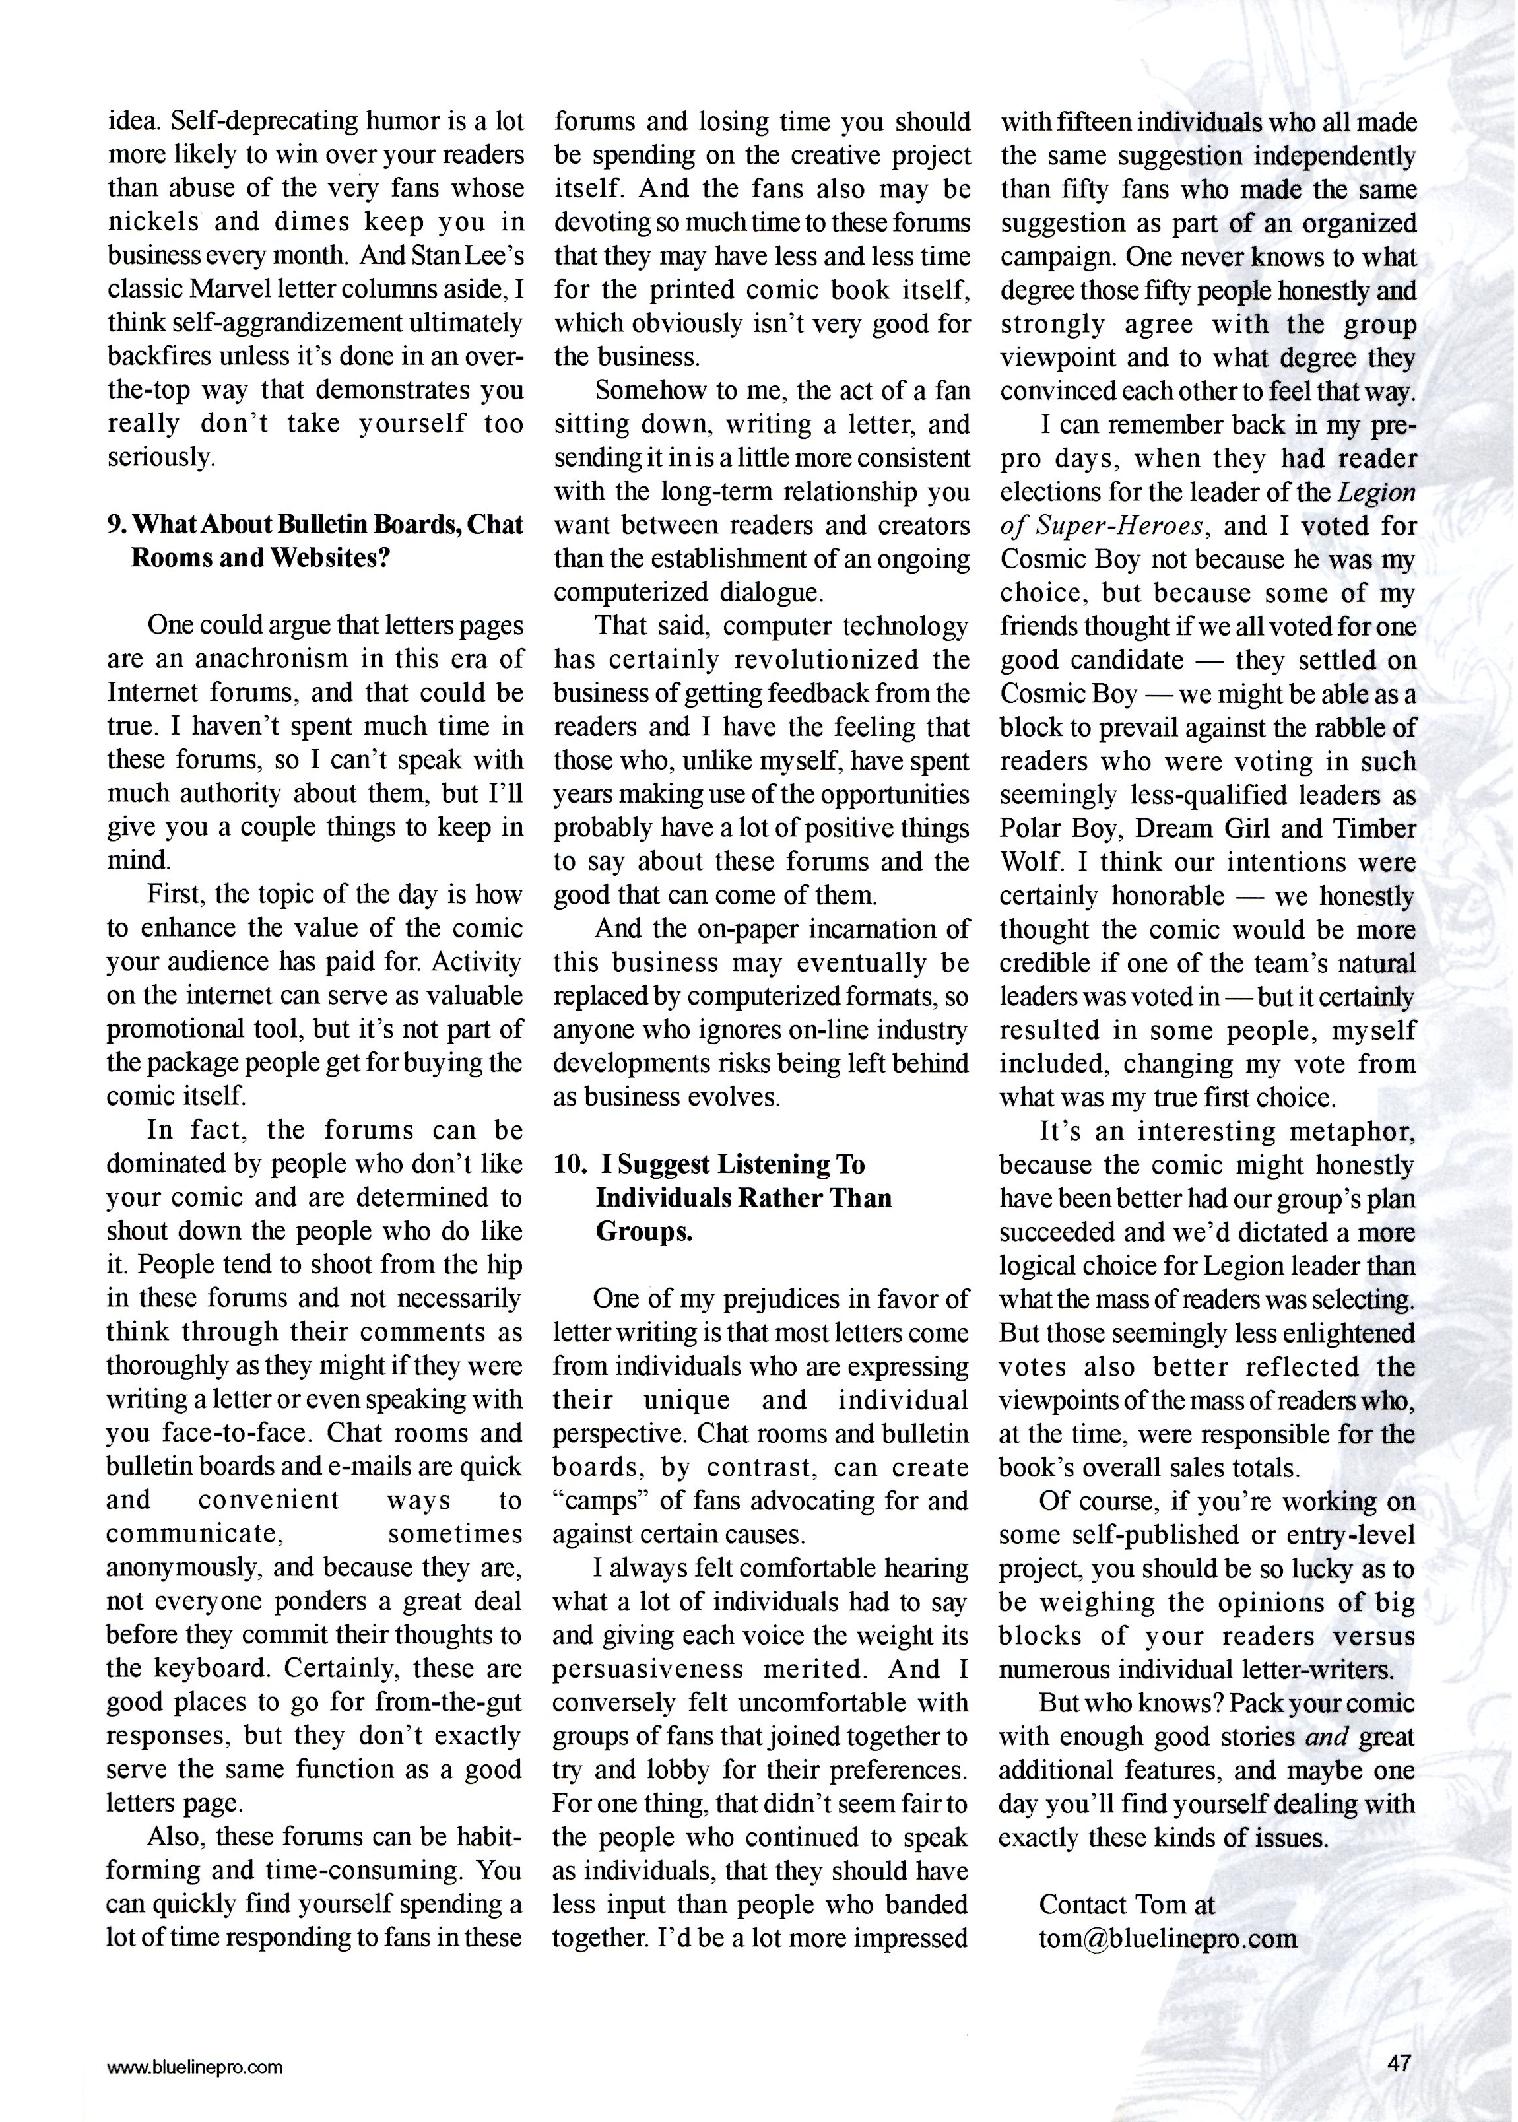 idea. Self-deprecating humor is a lot
more likely to win over your readers
than abuse of the very fans whose
nickels and dimes keep you in
business every month. And Stan Lee's
classic Marvel letter columns aside, I
think self-aggrandizement ultimately
backfires unless it's done in an over-
the-top way that demonstrates you
really don't take yourself too
seriously.
9. What About Bulletin Boards, Chat
Rooms and Websites?
One could argue that letters pages
are an anachronism in this era of
Internet forums, and that could be
true. I haven't spent much time in
these forums, so I can't speak with
much authority about them, but I'll
give you a couple things to keep in
mind.
First, the topic of the day is how
to enhance the value of the comic
your audience has paid for. Activity
on the internet can serve as valuable
promotional tool, but it's not part of
the package people get for buying the
comic itself.
In fact, the forums can be
dominated by people who don't like
your comic and are determined to
shout down the people who do like
it. People tend to shoot from the hip
in these forums and not necessarily
think through their comments as
thoroughly as they might if they were
writing a letter or even speaking with
you face-to-face. Chat rooms and
bulletin boards and e-mails are quick
and convenient ways to
communicate, sometimes
anonymously, and because they are,
not everyone ponders a great deal
before they commit their thoughts to
the keyboard. Certainly, these are
good places to go for from-the-gut
responses, but they don't exactly
serve the same function as a good
letters page.
Also, these forums can be habit-
forming and time-consuming. You
can quickly find yourself spending a
lot of time responding to fans in these
forums and losing time you should
be spending on the creative project
itself. And the fans also may be
devoting so much time to these forums
that they may have less and less time
for the printed comic book itself,
which obviously isn't very good for
the business.
Somehow to me, the act of a fan
sitting down, writing a letter, and
sending it in is a little more consistent
with the long-term relationship you
want between readers and creators
than the establishment of an ongoing
computerized dialogue.
That said, computer technology
has certainly revolutionized the
business of getting feedback from the
readers and I have the feeling that
those who, unlike myself, have spent
years making use of the opportunities
probably have a lot of positive things
to say about these forums and the
good that can come of them.
And the on-paper incarnation of
this business may eventually be
replaced by computerized formats, so
anyone who ignores on-line industry
developments risks being left behind
as business evolves.
10. I Suggest Listening To
Individuals Rather Than
Groups.
One of my prejudices in favor of
letter writing is that most letters come
from individuals who are expressing
their unique and individual
perspective. Chat rooms and bulletin
boards, by contrast, can create
"camps" of fans advocating for and
against certain causes.
I always felt comfortable hearing
what a lot of individuals had to say
and giving each voice the weight its
persuasiveness merited. And I
conversely felt uncomfortable with
groups of fans that joined together to
try and lobby for their preferences.
For one thing, that didn't seem fair to
the people who continued to speak
as individuals, that they should have
less input than people who banded
together. I'd be a lot more impressed
with fifteen individuals who all made
the same suggestion independently
than fifty fans who made the same
suggestion as part of an organized
campaign. One never knows to what
degree those fifty people honestly and
strongly agree with the group
viewpoint and to what degree they
convinced each other to feel that way.
I can remember back in my pre-
pro days, when they had reader
elections for the leader of the Legion
of Super-Heroes, and I voted for
Cosmic Boy not because he was my
choice, but because some of my
friends thought if we all voted for one
good candidate — they settled on
Cosmic Boy — we might be able as a
block to prevail against the rabble of
readers who were voting in such
seemingly less-qualified leaders as
Polar Boy, Dream Girl and Timber
Wolf. I think our intentions were
certainly honorable — we honestly
thought the comic would be more
credible if one of the team's natural
leaders was voted in — but it certainly
resulted in some people, myself
included, changing my vote from
what was my true first choice.
It's an interesting metaphor,
because the comic might honestly
have been better had our group's plan
succeeded and we'd dictated a more
logical choice for Legion leader than
what the mass of readers was selecting.
But those seemingly less enlightened
votes also better reflected the
viewpoints of the mass of readers who,
at the time, were responsible for the
book's overall sales totals.
Of course, if you're working on
some self-published or entry-level
project, you should be so lucky as to
be weighing the opinions of big
blocks of your readers versus
numerous individual letter-writers.
But who knows? Pack your comic
with enough good stories and great
additional features, and maybe one
day you'll find yourself dealing with
exactly these kinds of issues.
Contact Tom at
tom@bluelinepro.com
www.bluelinepro.com
47